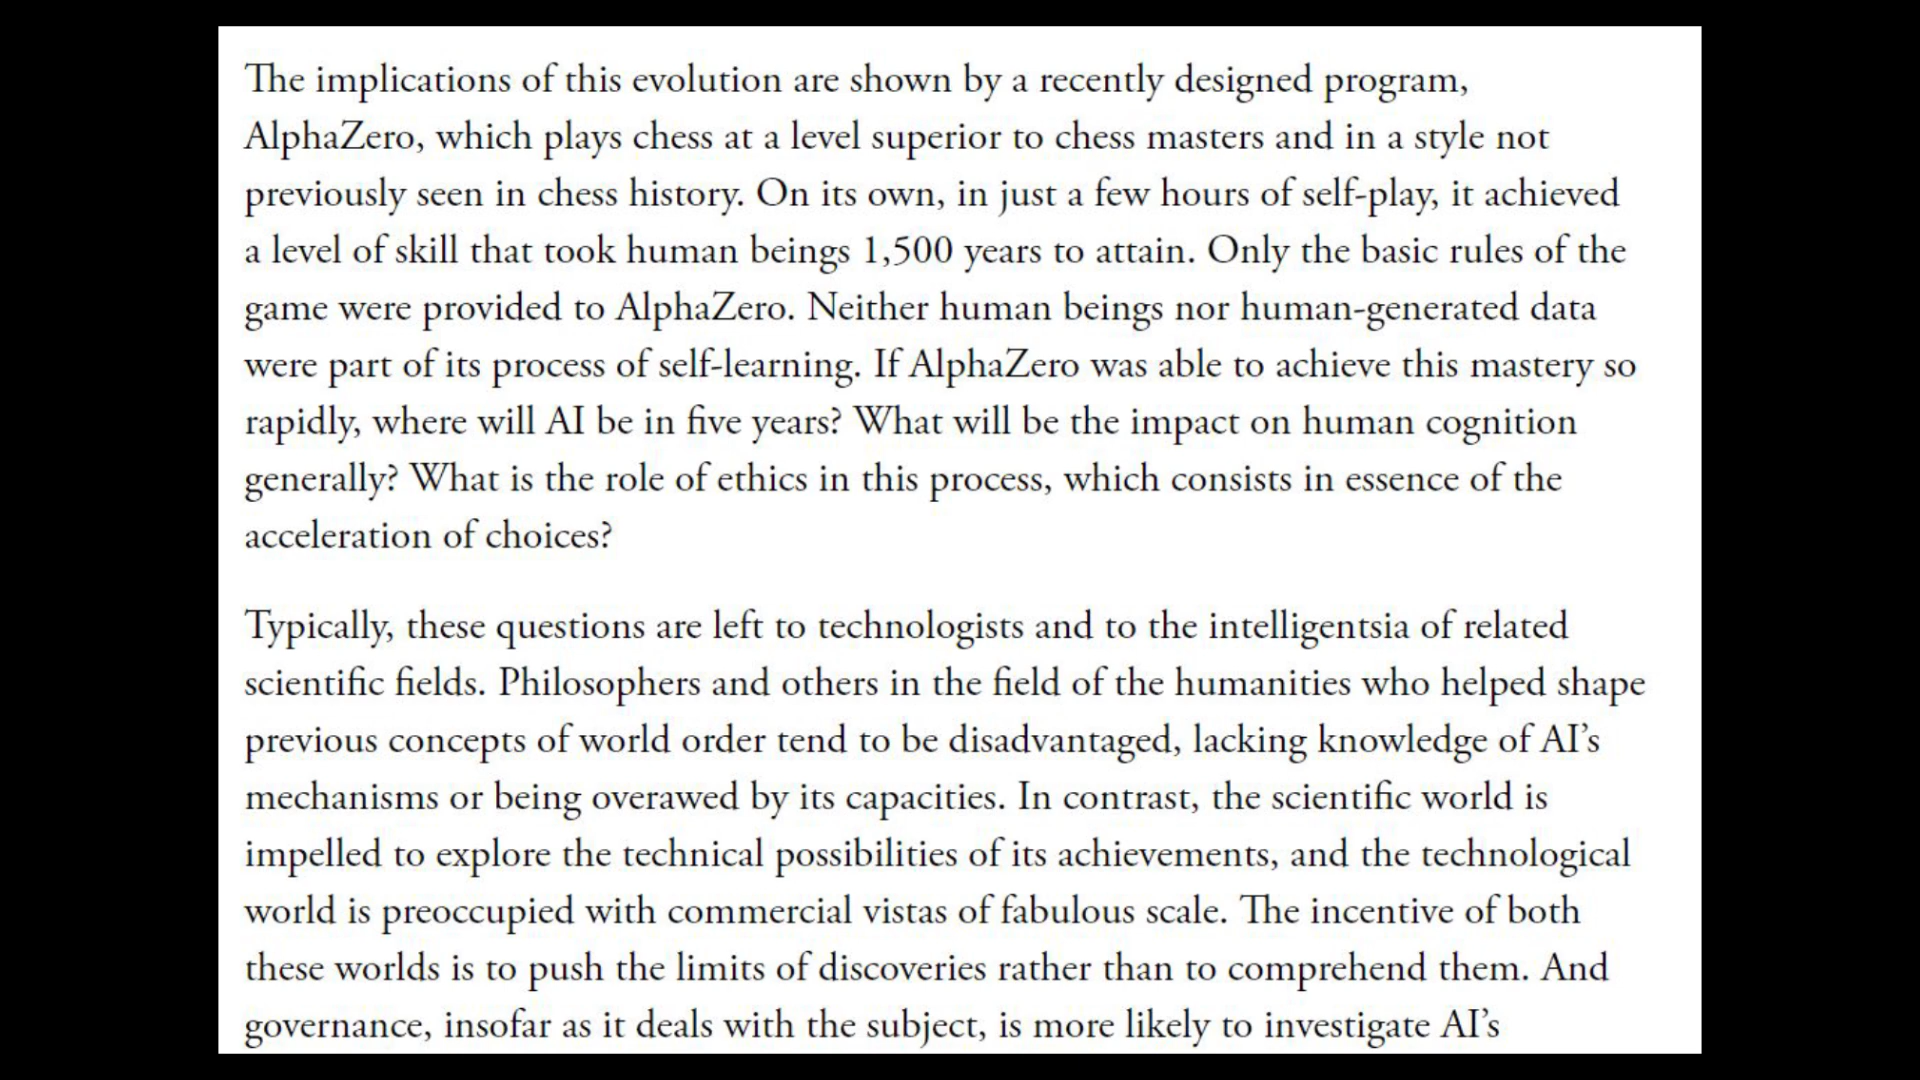 The implications of this evolution are shown by a recently designed program,
AlphaZero, which plays chess at a level superior to chess masters and in a style not
previously seen in chess history. On its own, in just a few hours of self-play, it achieved
a level of skill that took human beings 1,500 years to attain. Only the basic rules of the
game were provided to AlphaZero. Neither human beings nor human-generated data
were part of its process of self-learning. If AlphaZero was able to achieve this mastery so
rapidly, where will AI be in five years? What will be the impact on human cognition
generally? What is the role of ethics in this process, which consists in essence of the
acceleration of choices?
Typically, these questions are left to technologists and to the intelligentsia of related
scientific fields. Philosophers and others in the field of the humanities who helped shape
previous concepts of world order tend to be disadvantaged, lacking knowledge of AI’s
mechanisms or being overawed by its capacities. In contrast, the scientific world is
impelled to explore the technical possibilities of its achievements, and the technological
world is preoccupied with commercial vistas of fabulous scale. The incentive of both
these worlds is to push the limits of discoveries rather than to comprehend them. And
governance, insofar as it deals with the subject, is more likely to investigate AI’s